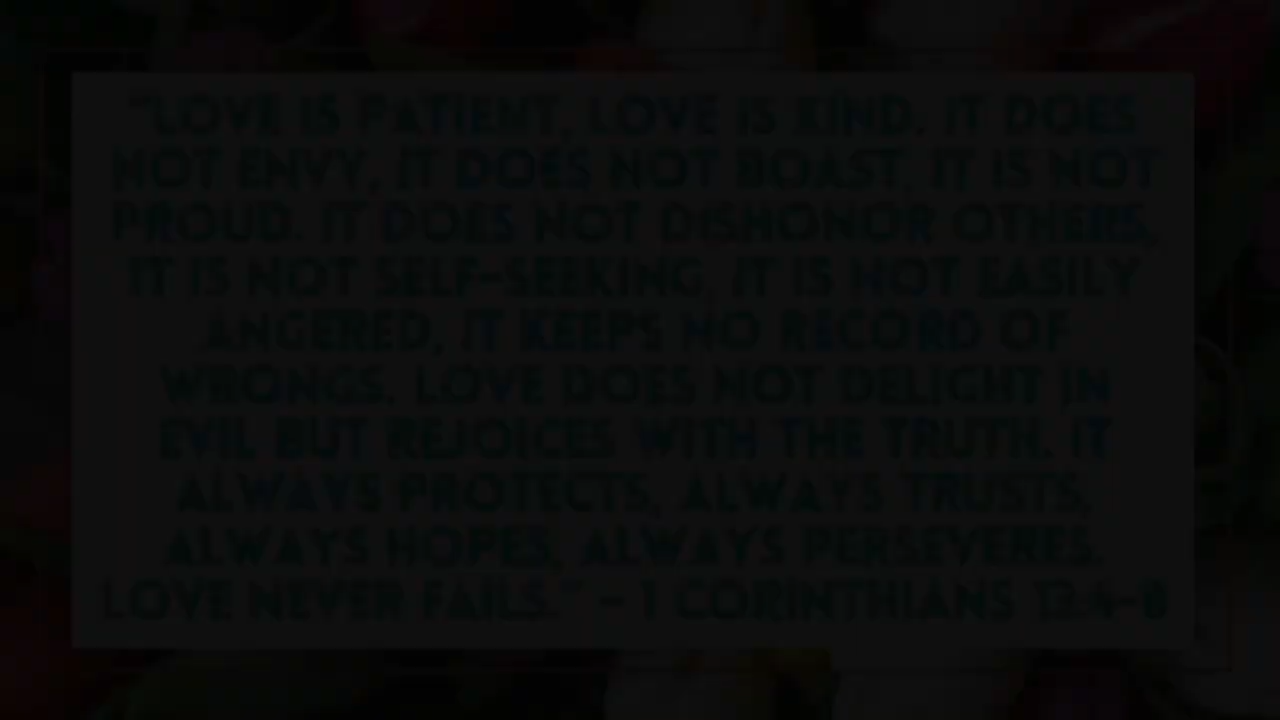 "LOVE IS PATIENT, LOVE IS KIND. IT DOES
NOT ENVY, IT DOES NOT BOAST, IT IS NOT
PROUD. IT DOES NOT DISHONOR OTHERS,
IT IS NOT SELF-SEEKING, IT IS NOT EASILY
ANGERED, IT KEEPS NO RECORD OF
WRONGS. LOVE DOES NOT DELIGHT IN
EVIL BUT REJOICES WITH THE TRUTH. IT
ALWAYS PROTECTS, ALWAYS TRUSTS,
ALWAYS HOPES, ALWAYS PERSEVERES.
LOVE NEVER FAILS." - 1 CORINTHIANS 13:4-8